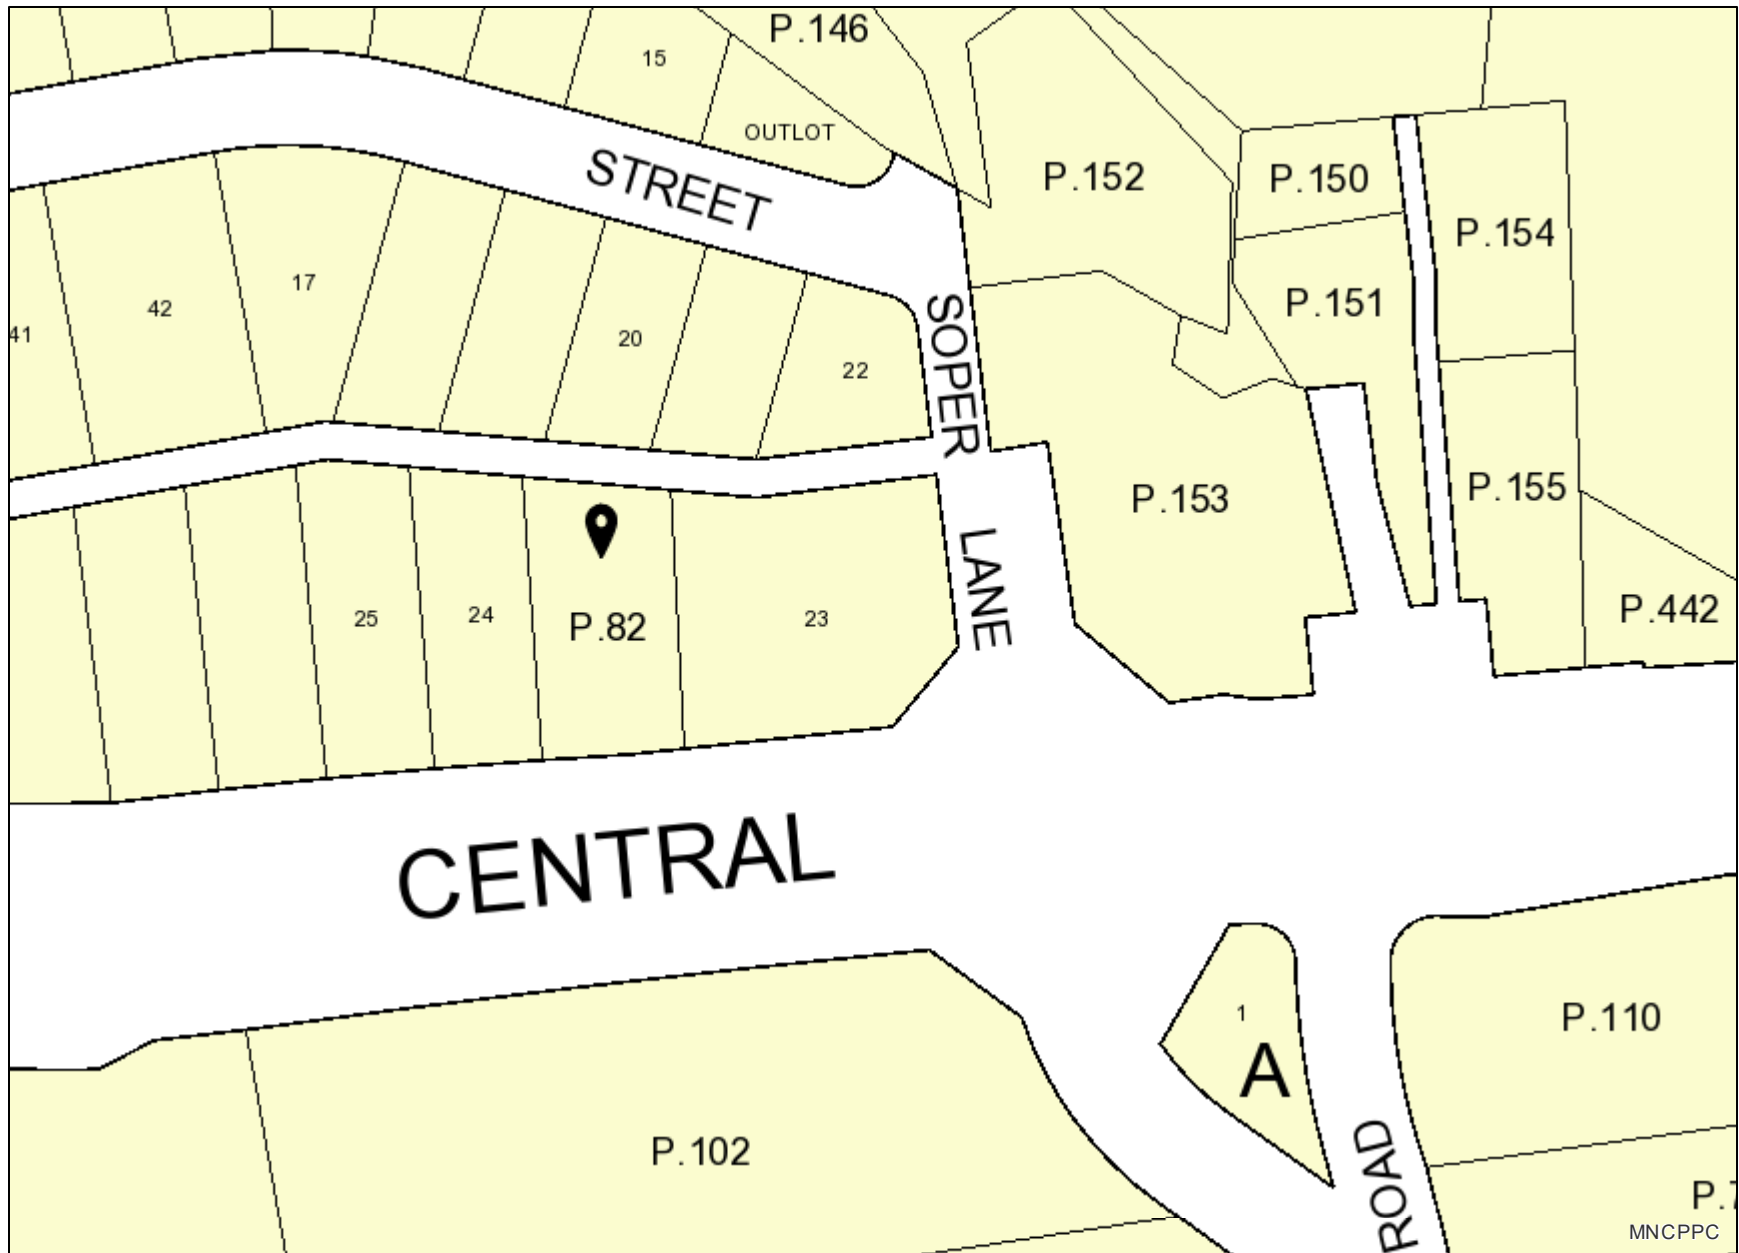 P.146
15
OUTLOT
STREET
P.152
P.150
P.154
17
42
41
20
22
SOPER
P.151
P.153
P.155
LANE
25
24
P.82
23
P.442
CENTRAL
1
A
P.110
P.102
ROAD
P.7
MNCPPC